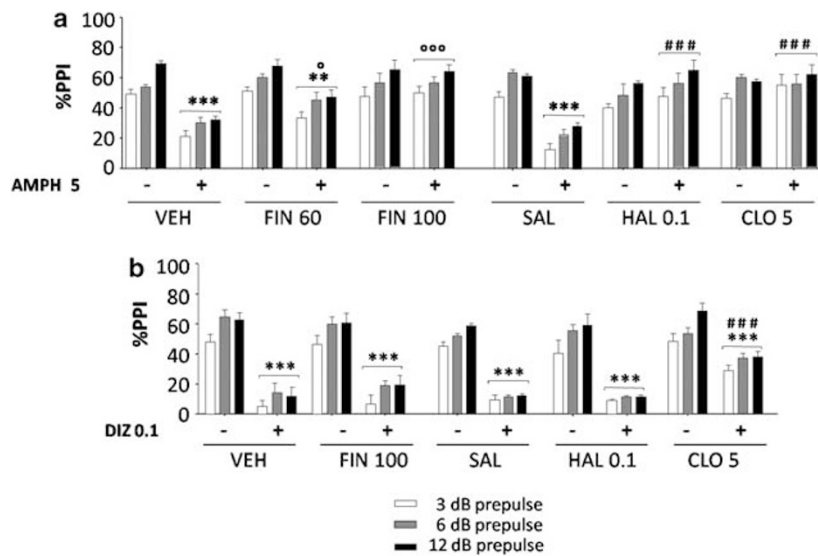 a
100
80
60
40
20
0
%PPI
***
°
**
°°°
***
###
###
AMPH 5
- + - + - + - + - + - +
VEH FIN 60 FIN 100 SAL HAL 0.1 CLO 5
b
100
80
60
40
20
0
%PPI
***
***
***
***
###
***
DIZ 0.1
- + - + - + - + - +
VEH FIN 100 SAL HAL 0.1 CLO 5
3 dB prepulse
6 dB prepulse
12 dB prepulse